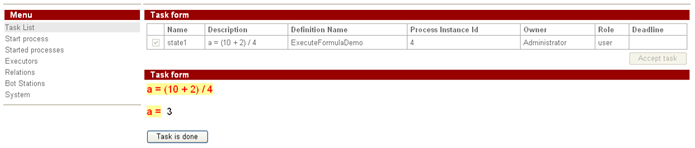 Menu
Task List
Start process
Started processes
Executors
Relations
Bot Stations
System
Task form
Name Description Definition Name Process Instance Id Owner Role Deadline
state1 a = (10 + 2) / 4 ExecuteFormulaDemo 4 Administrator user
Accept task
Task form
a = (10 + 2) / 4
a = 3
Task is done